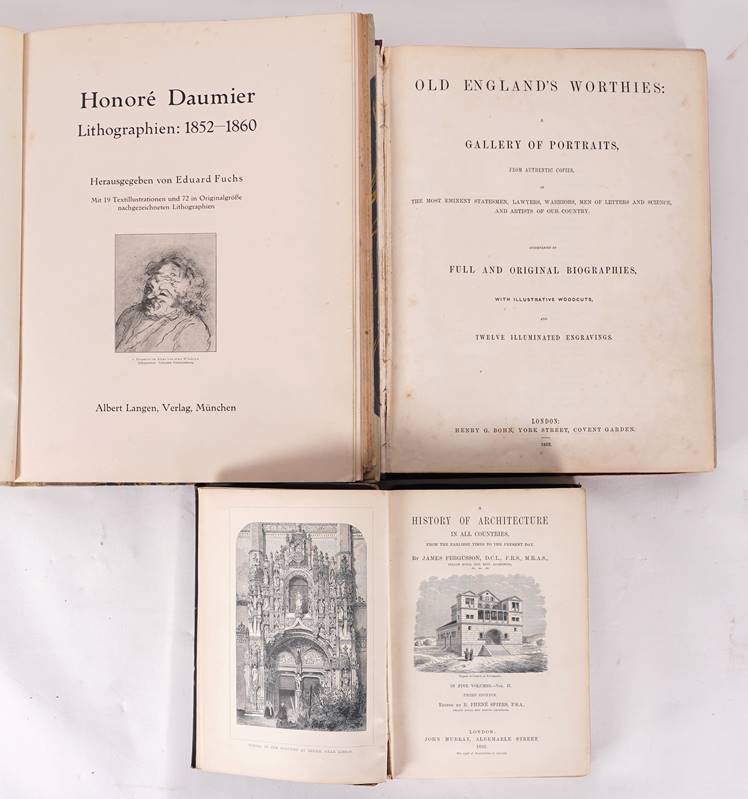 Honoré Daumier
Lithographien: 1852—1860
Herausgegeben von Eduard Fuchs
Mit 19 Textillustrationen und 72 in Originalgröße
nachgezeichneten Lithographien
Albert Langen, Verlag, München
OLD ENGLAND'S WORTHIES:
A
GALLERY OF PORTRAITS,
FROM AUTHENTIC COPIES,
OF
THE MOST EMINENT STATESMEN, LAWYERS, WARRIORS, MEN OF LETTERS AND SCIENCE,
AND ARTISTS OF OUR COUNTRY.
ACCOMPANIED BY
FULL AND ORIGINAL BIOGRAPHIES,
WITH ILLUSTRATIVE WOODCUTS,
AND
TWELVE ILLUMINATED ENGRAVINGS.
LONDON:
HENRY G. BOHN, YORK STREET, COVENT GARDEN.
A
HISTORY OF ARCHITECTURE
IN ALL COUNTRIES,
FROM THE EARLIEST TIMES TO THE PRESENT DAY.
BY JAMES FERGUSSON, D.C.L., F.R.S., M.R.A.S.,
IN FIVE VOLUMES.—VOL. II.
THIRD EDITION
EDITED BY R. PHENÉ SPIERS, F.S.A.,
LONDON:
JOHN MURRAY, ALBEMARLE STREET,
1893.